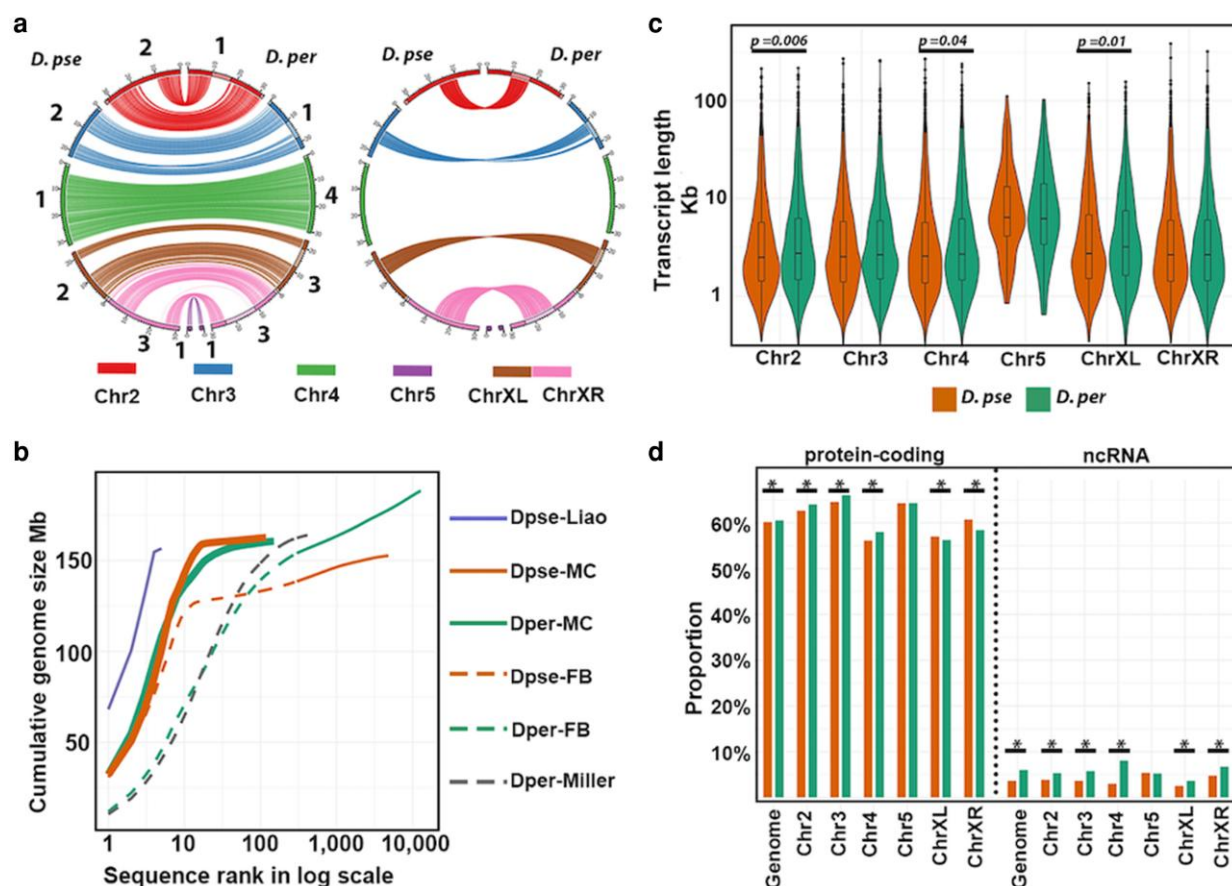 a
D. pse
2
1
D. per
D. pse
D. per
2
1
1
4
2
3
3
1
1
3
Chr2
Chr3
Chr4
Chr5
ChrXL
ChrXR
b
Cumulative genome size Mb
150
100
50
1
10
100
1,000
10,000
Sequence rank in log scale
Dpse-Liao
Dpse-MC
Dper-MC
Dpse-FB
Dper-FB
Dper-Miller
c
p =0.006
p =0.04
p =0.01
Transcript length
Kb
100
10
1
Chr2
Chr3
Chr4
Chr5
ChrXL
ChrXR
D. pse
D. per
d
protein-coding
ncRNA
Proportion
60%
50%
40%
30%
20%
10%
* * * * * *
* * * * * *
Genome
Chr2
Chr3
Chr4
Chr5
ChrXL
ChrXR
Genome
Chr2
Chr3
Chr4
Chr5
ChrXL
ChrXR